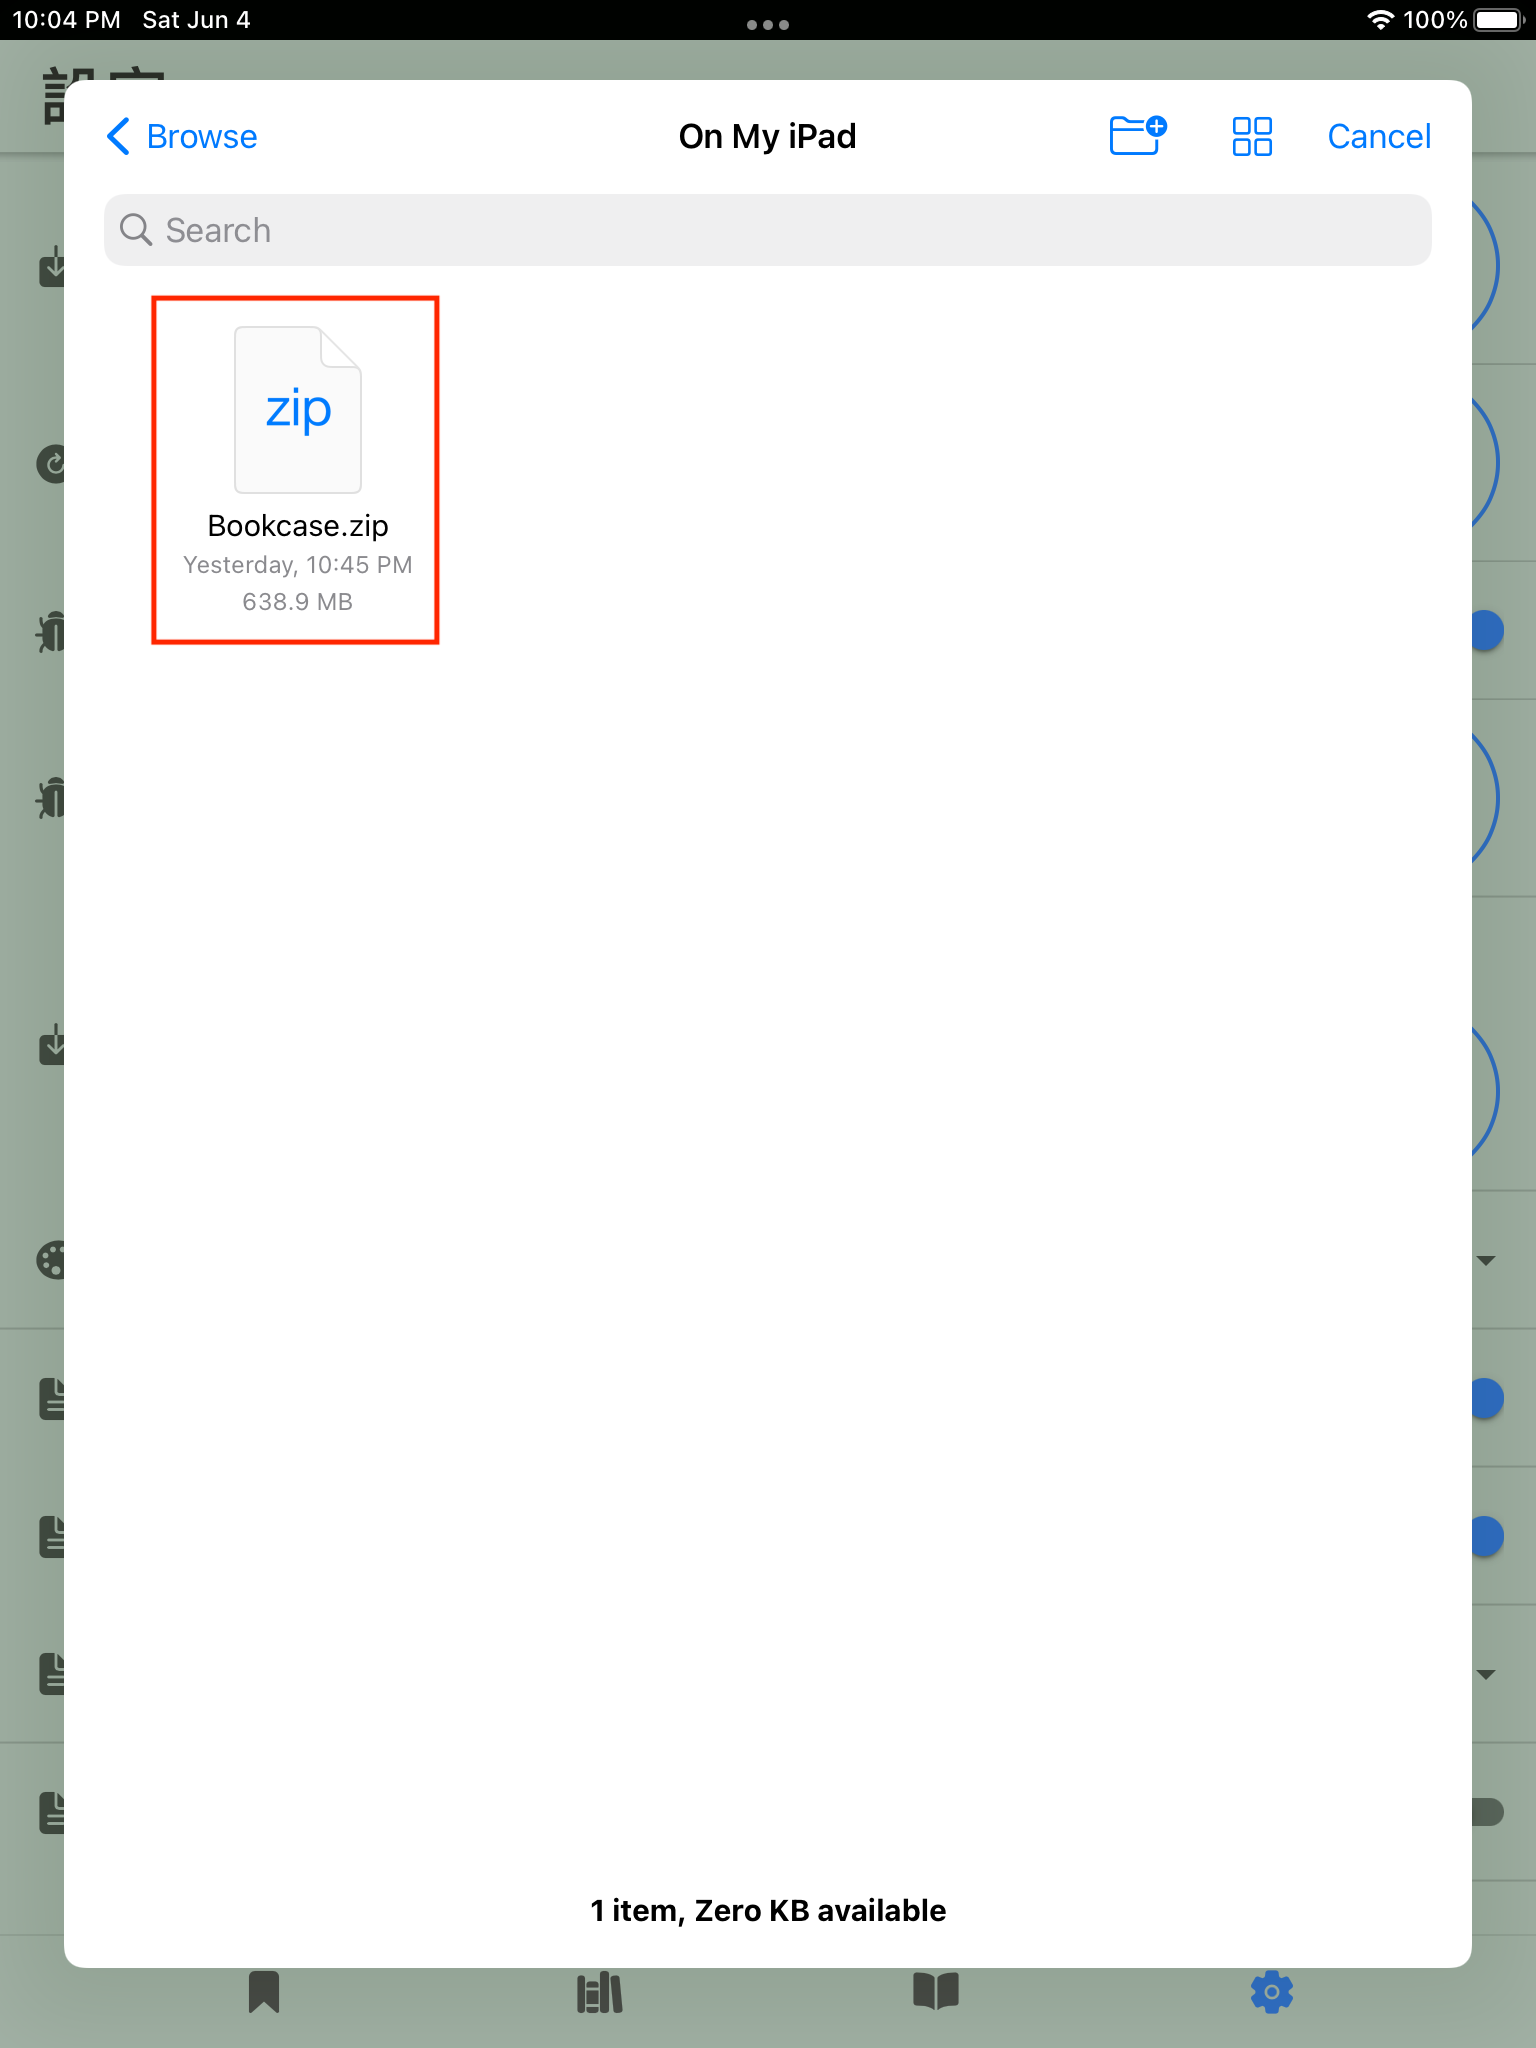 10:04 PM Sat Jun 4 100%
Browse On My iPad Cancel
Search
zip
Bookcase.zip
Yesterday, 10:45 PM
638.9 MB
1 item, Zero KB available